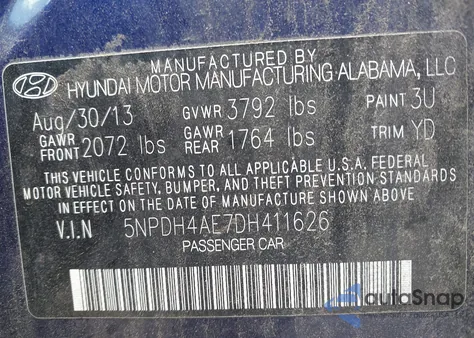 MANUFACTURED BY
HYUNDAI MOTOR MANUFACTURING ALABAMA, LLC
Aug/30/13 GVWR 3792 lbs PAINT 3U
GAWR FRONT 2072 lbs GAWR REAR 1764 lbs TRIM YD
THIS VEHICLE CONFORMS TO ALL APPLICABLE U.S.A. FEDERAL
MOTOR VEHICLE SAFETY, BUMPER, AND THEFT PREVENTION STANDARDS
IN EFFECT ON THE DATE OF MANUFACTURE SHOWN ABOVE.
V.I.N 5NPDH4AE7DH411626
PASSENGER CAR
autoSnap